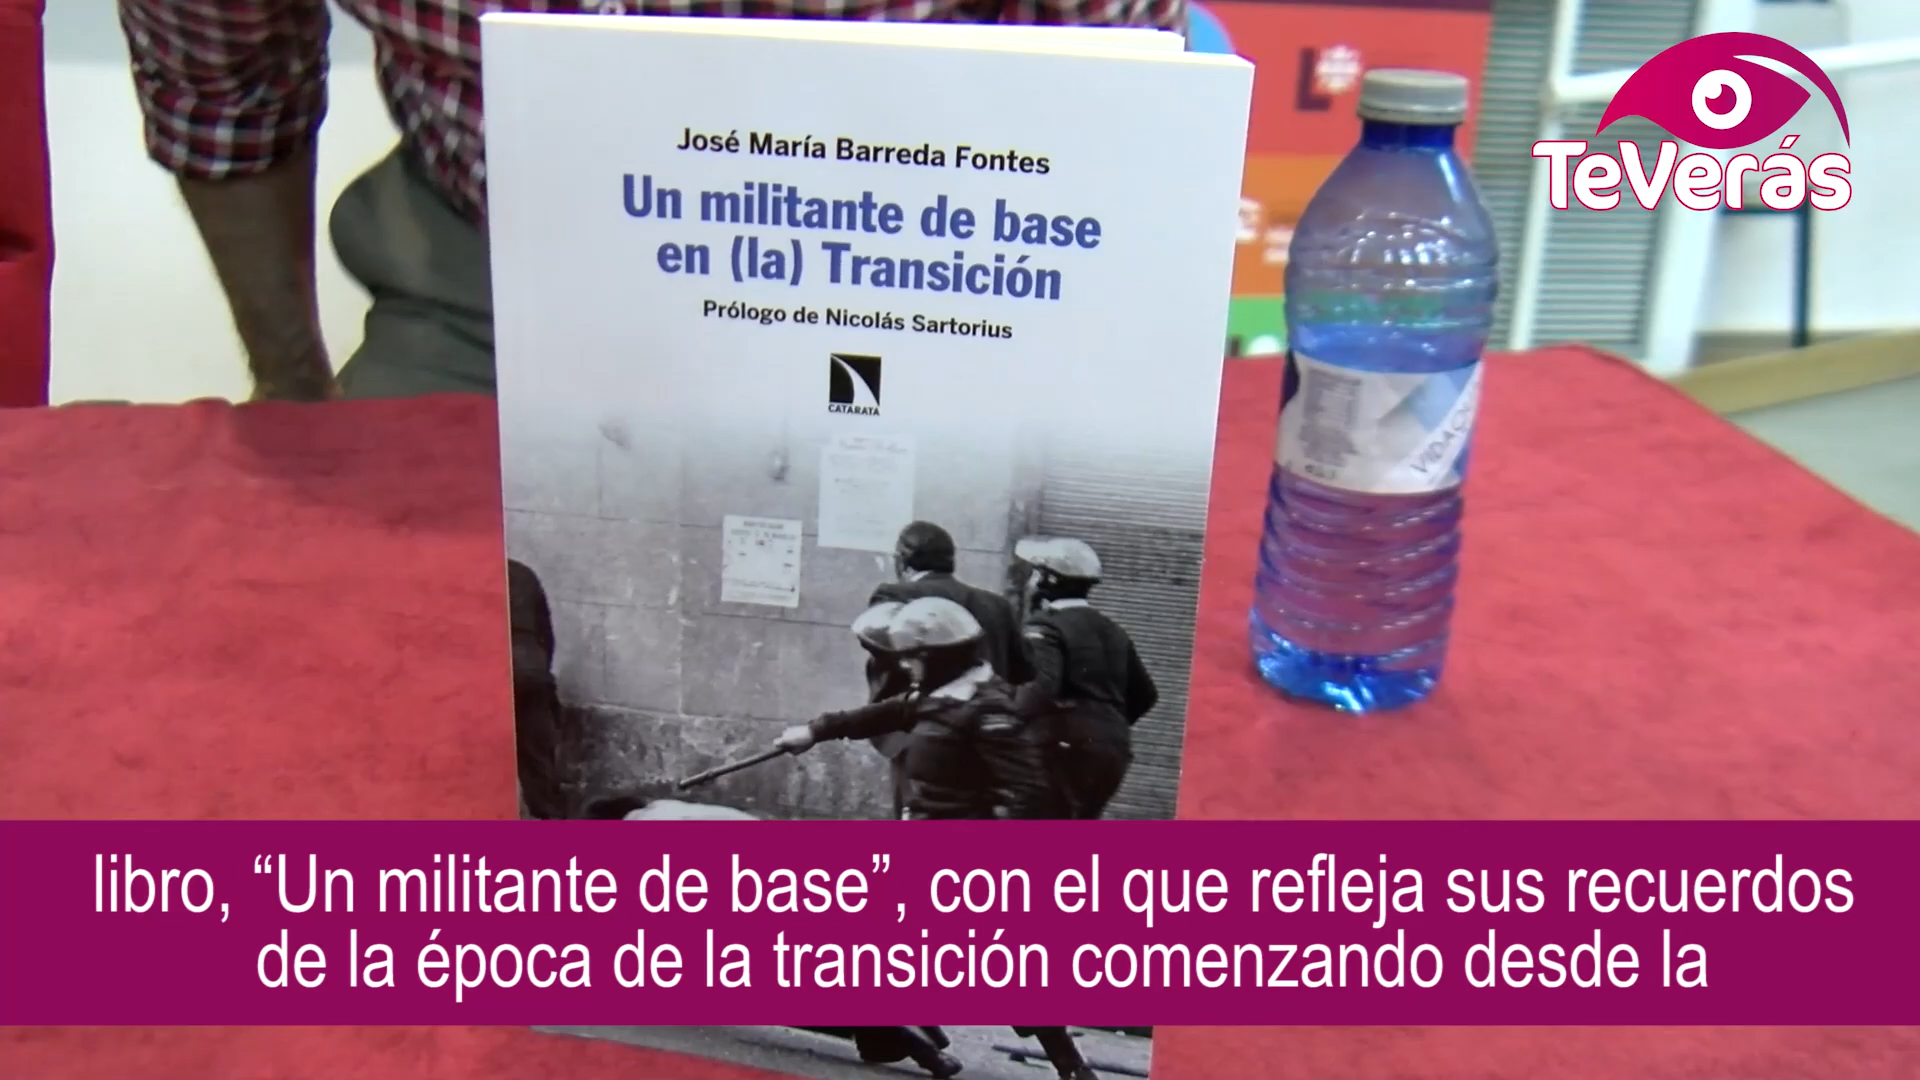 José María Barreda Fontes
Un militante de base
en (la) Transición
Prólogo de Nicolás Sartorius
CATARATA
TeVerás
libro, “Un militante de base”, con el que refleja sus recuerdos
de la época de la transición comenzando desde la